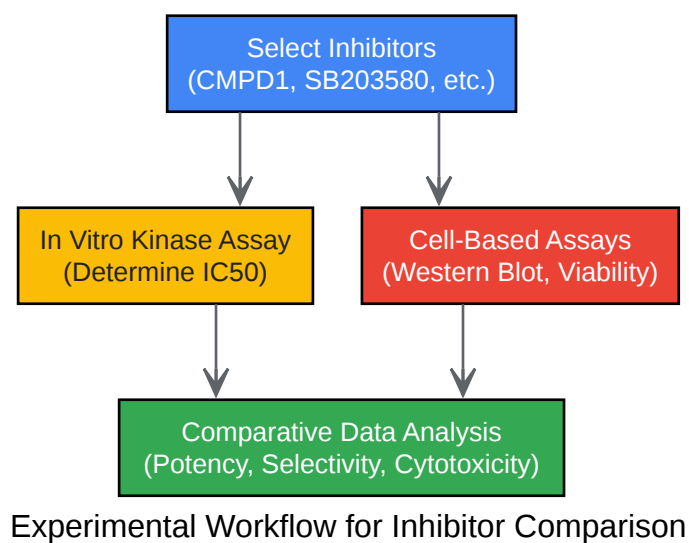 Select Inhibitors
(CMPD1, SB203580, etc.)
In Vitro Kinase Assay
(Determine IC50)
Cell-Based Assays
(Western Blot, Viability)
Comparative Data Analysis
(Potency, Selectivity, Cytotoxicity)
Experimental Workflow for Inhibitor Comparison